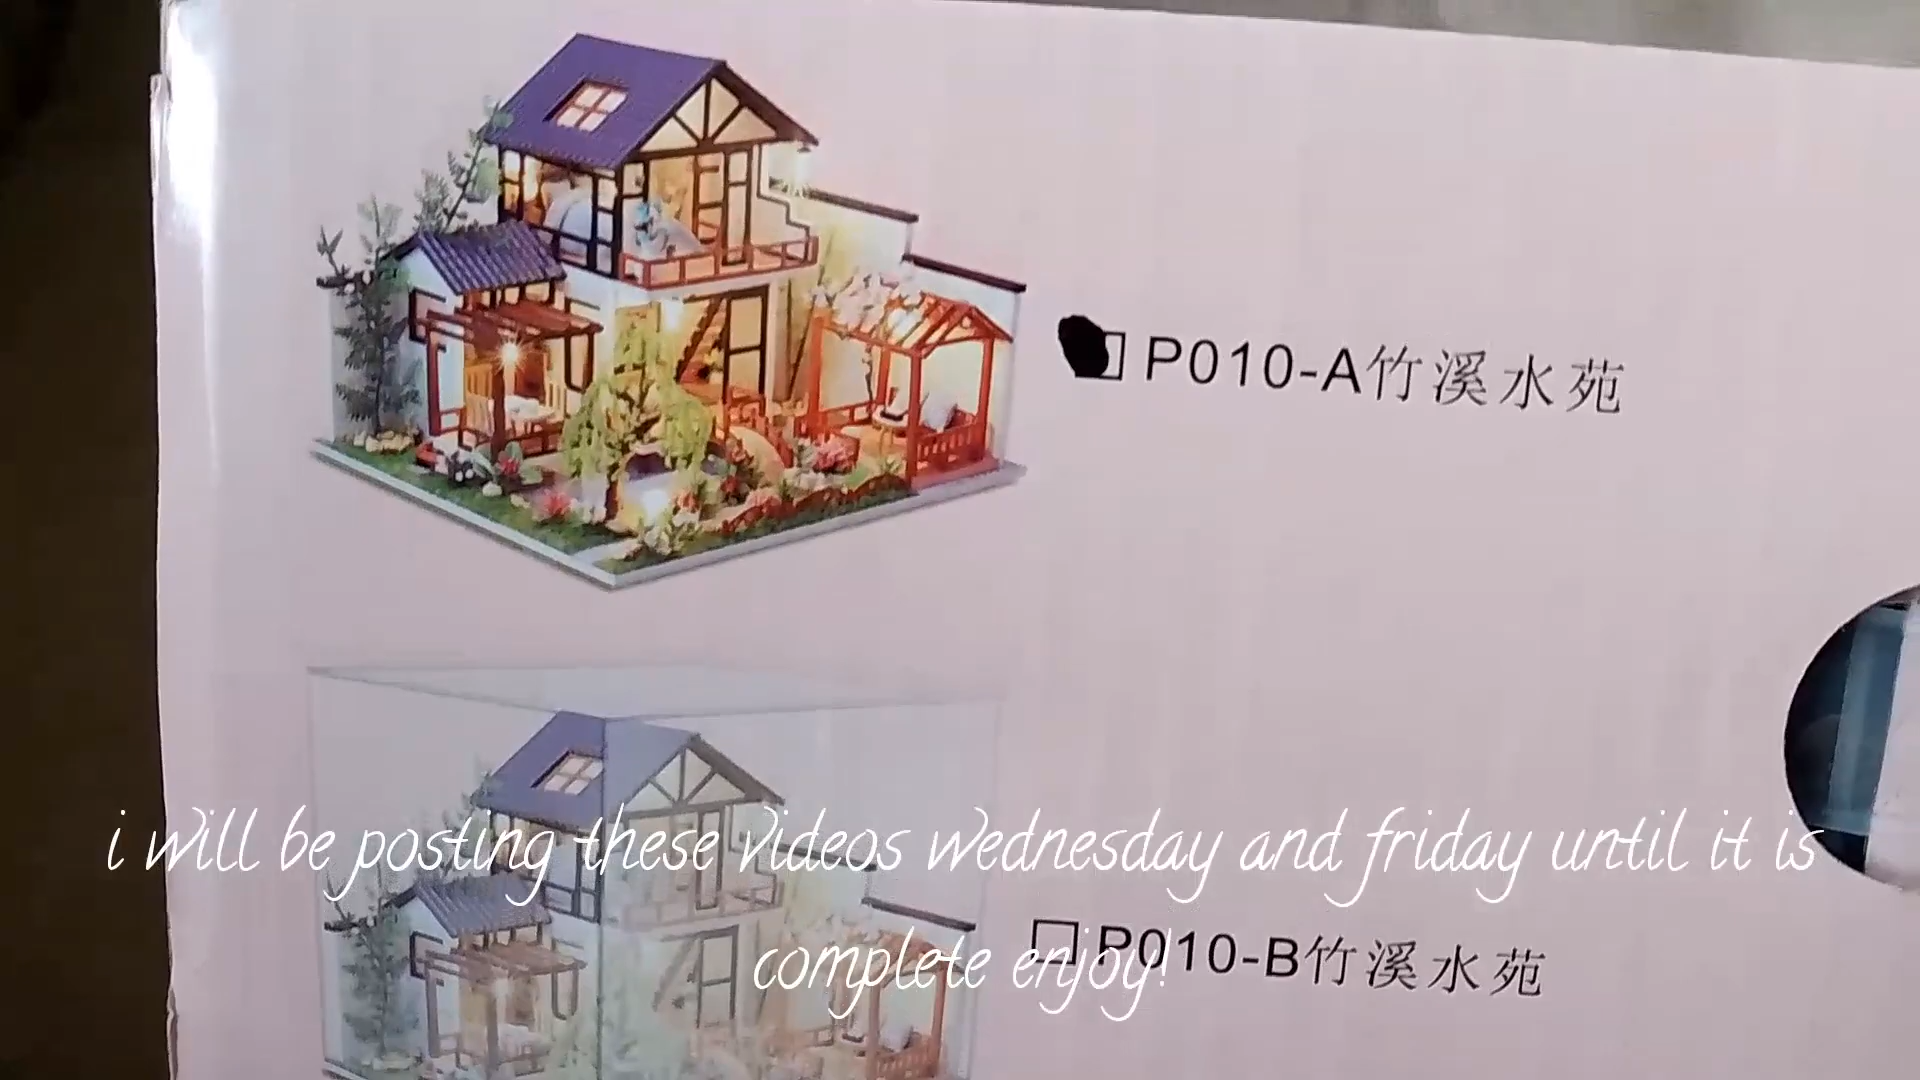 P010-A竹溪水苑
i will be posting these videos wednesday and friday until it is
complete enjoy!
P010-B竹溪水苑